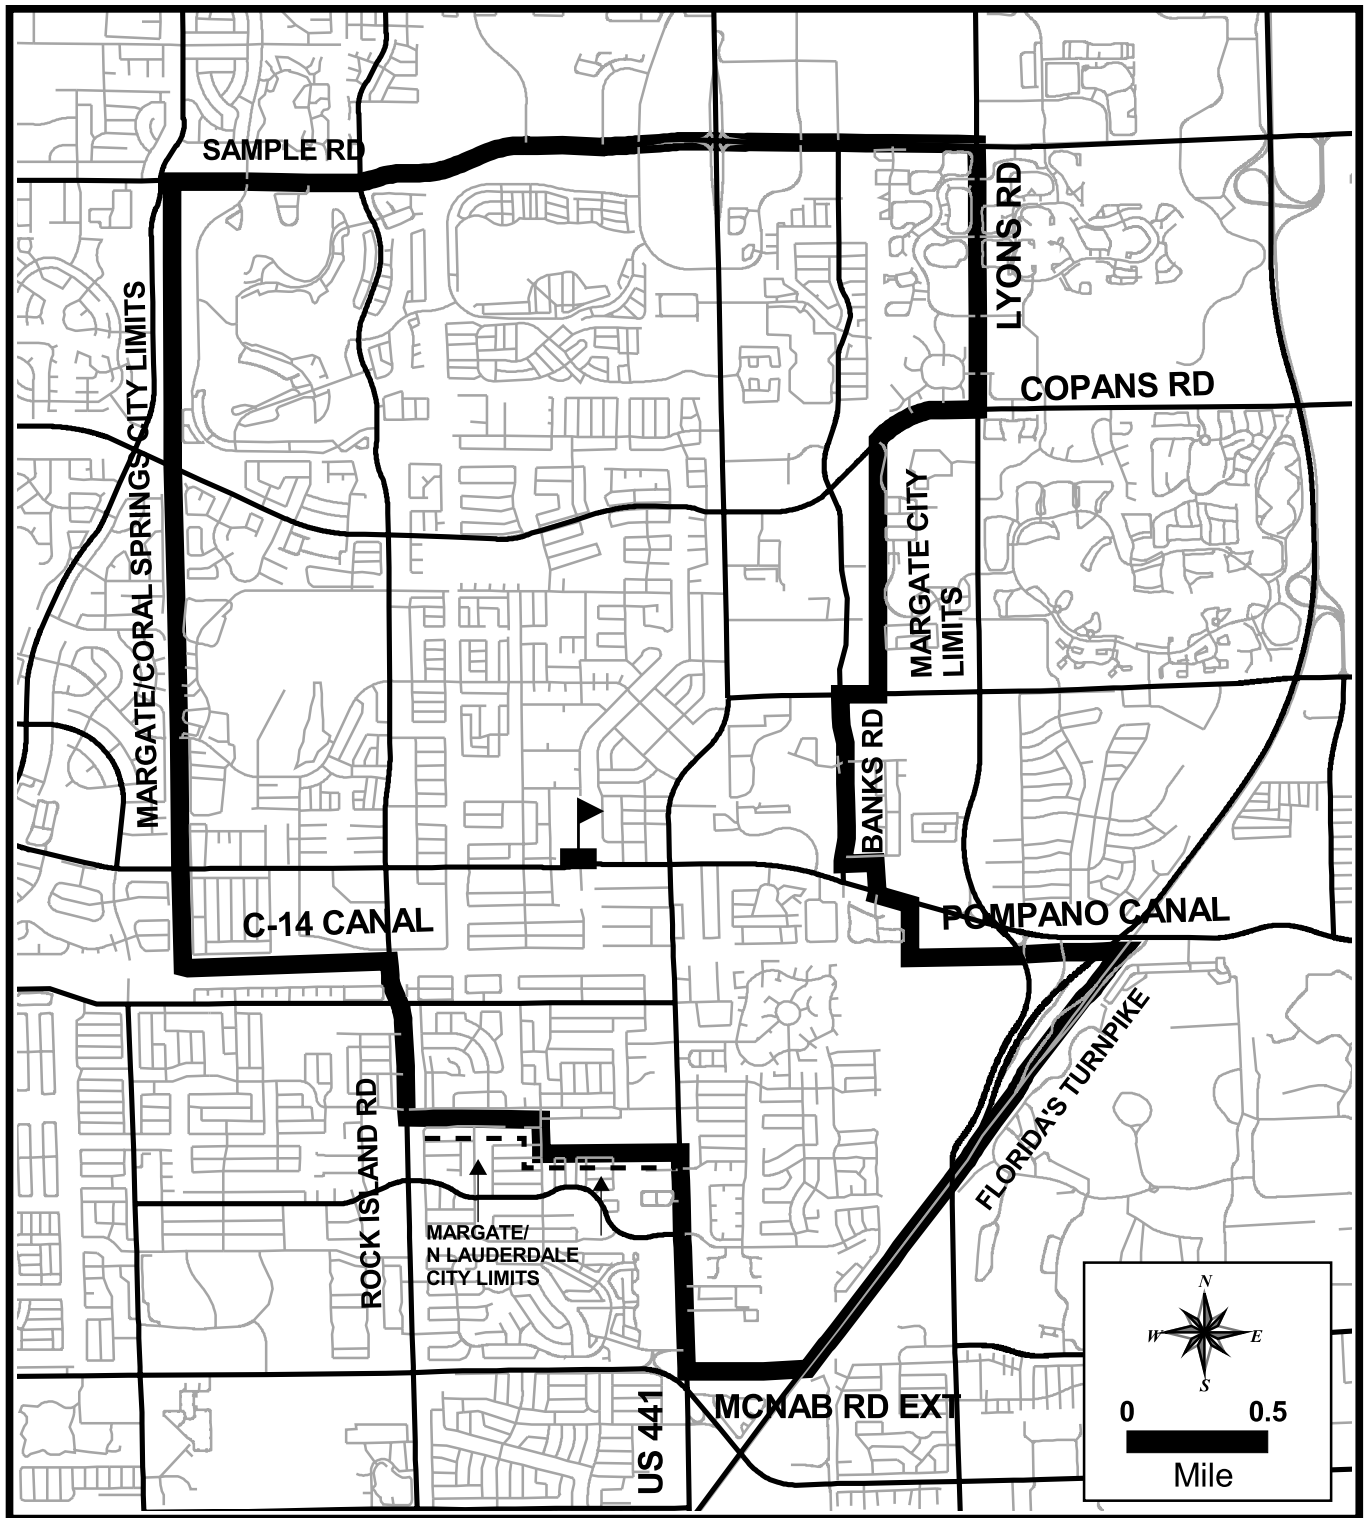 SAMPLE RD
LYONS RD
MARGATE/CORAL SPRINGS CITY LIMITS
COPANS RD
MARGATE CITY
LIMITS
BANKS RD
C-14 CANAL
POMPANO CANAL
FLORIDA'S TURNPIKE
ROCK ISLAND RD
MARGATE/
N LAUDERDALE
CITY LIMITS
US 441
MCNAB RD EXT
N
W E
S
0 0.5
Mile